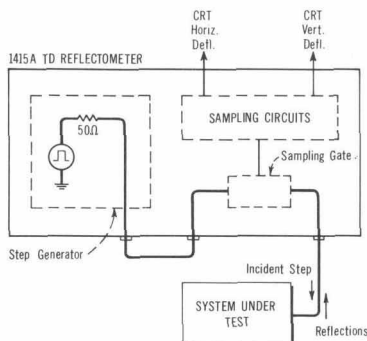 CRT
Horiz.
Defl.
CRT
Vert.
Defl.
1415A TD REFLECTOMETER
50Ω
SAMPLING CIRCUITS
Sampling Gate
Step Generator
Incident Step
SYSTEM UNDER
TEST
Reflections